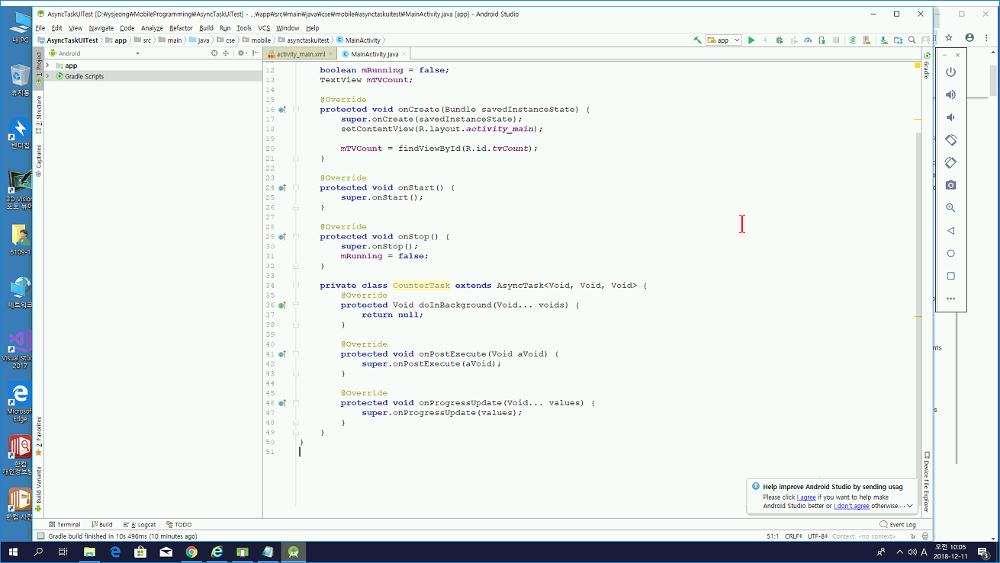 AsyncTaskUITest [D:₩ysjeong₩MobileProgramming₩AsyncTaskUITest] - ...₩app₩src₩main₩java₩cse₩mobile₩asynctaskuitest₩MainActivity.java [app] - Android Studio
File Edit View Navigate Code Analyze Refactor Build Run Tools VCS Window Help
AsyncTaskUITest app src main java cse mobile asynctaskuitest MainActivity
app
Android
activity_main.xml MainActivity.java
app
Gradle Scripts
1: Project
7: Structure
Captures
2: Favorites
Build Variants
Gradle
Device File Explorer
내 PC
휴지통
반디집
3D Vision
포토 뷰어
6109-1
네트워크
Visual Stud
2017
Microsof
Edge
한컴
개인정보탐
한컴 사전
12 boolean mRunning = false;
13 TextView mTVCount;
14
15 @Override
16 protected void onCreate(Bundle savedInstanceState) {
17 super.onCreate(savedInstanceState);
18 setContentView(R.layout.activity_main);
19
20 mTVCount = findViewById(R.id.tvCount);
21 }
22
23 @Override
24 protected void onStart() {
25 super.onStart();
26 }
27
28 @Override
29 protected void onStop() {
30 super.onStop();
31 mRunning = false;
32 }
33
34 private class CounterTask extends AsyncTask<Void, Void, Void> {
35 @Override
36 protected Void doInBackground(Void... voids) {
37 return null;
38 }
39
40 @Override
41 protected void onPostExecute(Void aVoid) {
42 super.onPostExecute(aVoid);
43 }
44
45 @Override
46 protected void onProgressUpdate(Void... values) {
47 super.onProgressUpdate(values);
48 }
49 }
50 }
51
nts
s
Help improve Android Studio by sending usag
Please click I agree if you want to help make
Android Studio better or I don't agree otherwise....
Terminal Build 6: Logcat TODO Event Log
Gradle build finished in 10s 496ms (10 minutes ago) 51:1 CRLF UTF-8 Context: <no context>
A 오전 10:05
2018-12-11
3